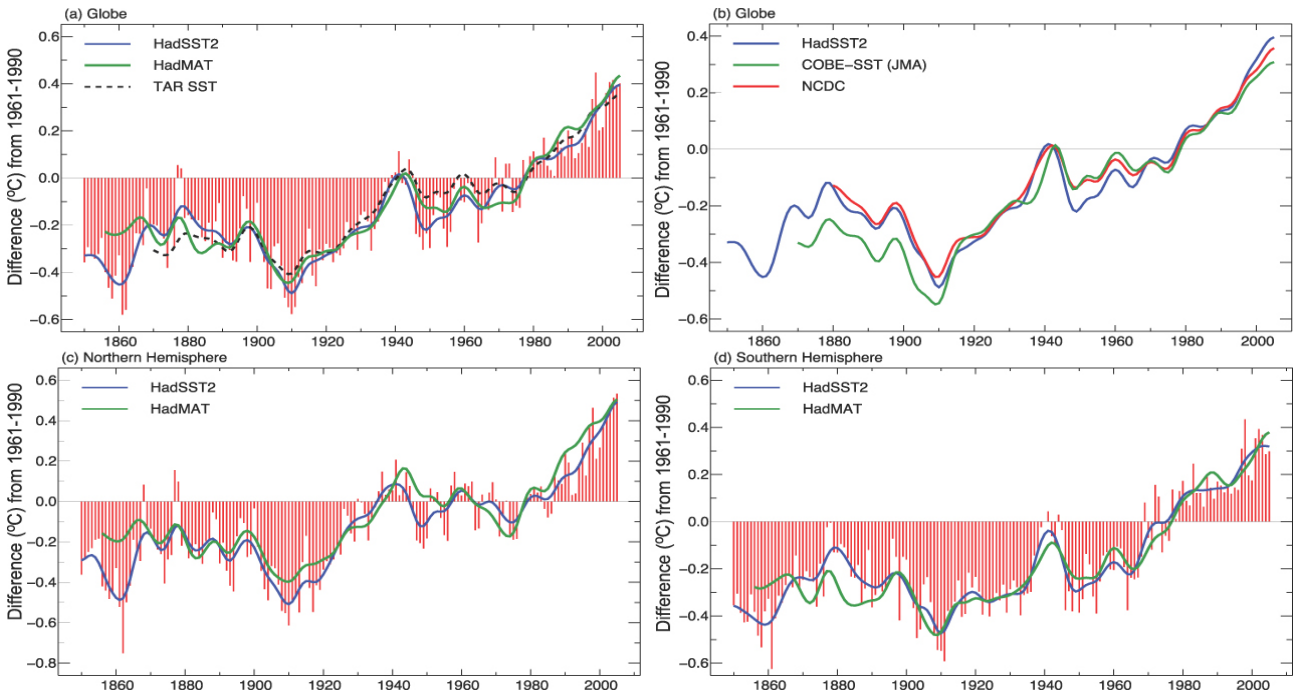 (a) Globe
HadSST2
HadMAT
TAR SST
Difference (ºC) from 1961-1990
0.6
0.4
0.2
0.0
−0.2
−0.4
−0.6
1860 1880 1900 1920 1940 1960 1980 2000
(b) Globe
HadSST2
COBE−SST (JMA)
NCDC
Difference (ºC) from 1961-1990
0.4
0.2
0
−0.2
−0.4
−0.6
1860 1880 1900 1920 1940 1960 1980 2000
(c) Northern Hemisphere
HadSST2
HadMAT
Difference (ºC) from 1961-1990
0.6
0.4
0.2
0.0
−0.2
−0.4
−0.6
−0.8
1860 1880 1900 1920 1940 1960 1980 2000
(d) Southern Hemisphere
HadSST2
HadMAT
Difference (ºC) from 1961-1990
0.6
0.4
0.2
0.0
−0.2
−0.4
−0.6
1860 1880 1900 1920 1940 1960 1980 2000